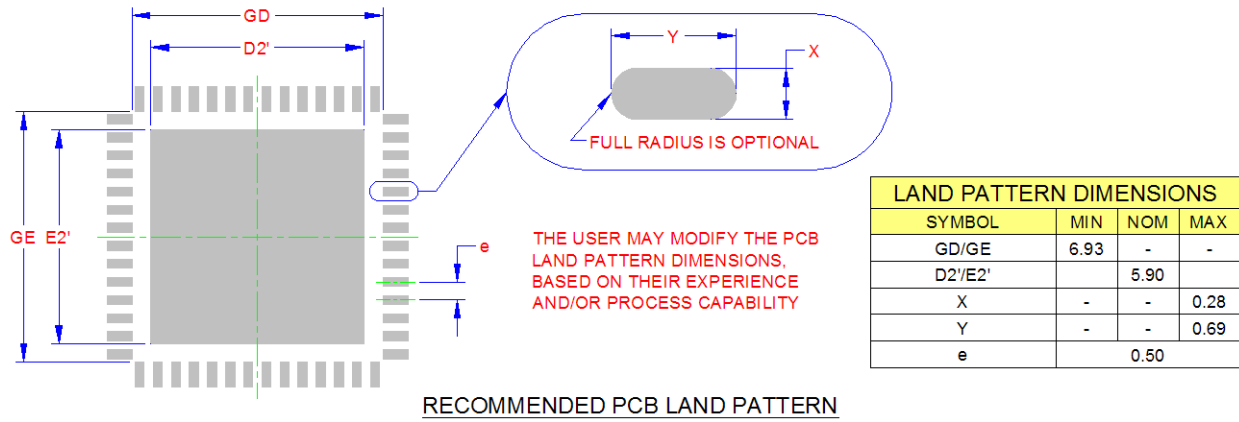 GD
D2'
GE E2'
e
Y
X
FULL RADIUS IS OPTIONAL
THE USER MAY MODIFY THE PCB
LAND PATTERN DIMENSIONS,
BASED ON THEIR EXPERIENCE
AND/OR PROCESS CAPABILITY
LAND PATTERN DIMENSIONS
SYMBOL MIN NOM MAX
GD/GE 6.93 - -
D2'/E2' 5.90
X - - 0.28
Y - - 0.69
e 0.50
RECOMMENDED PCB LAND PATTERN